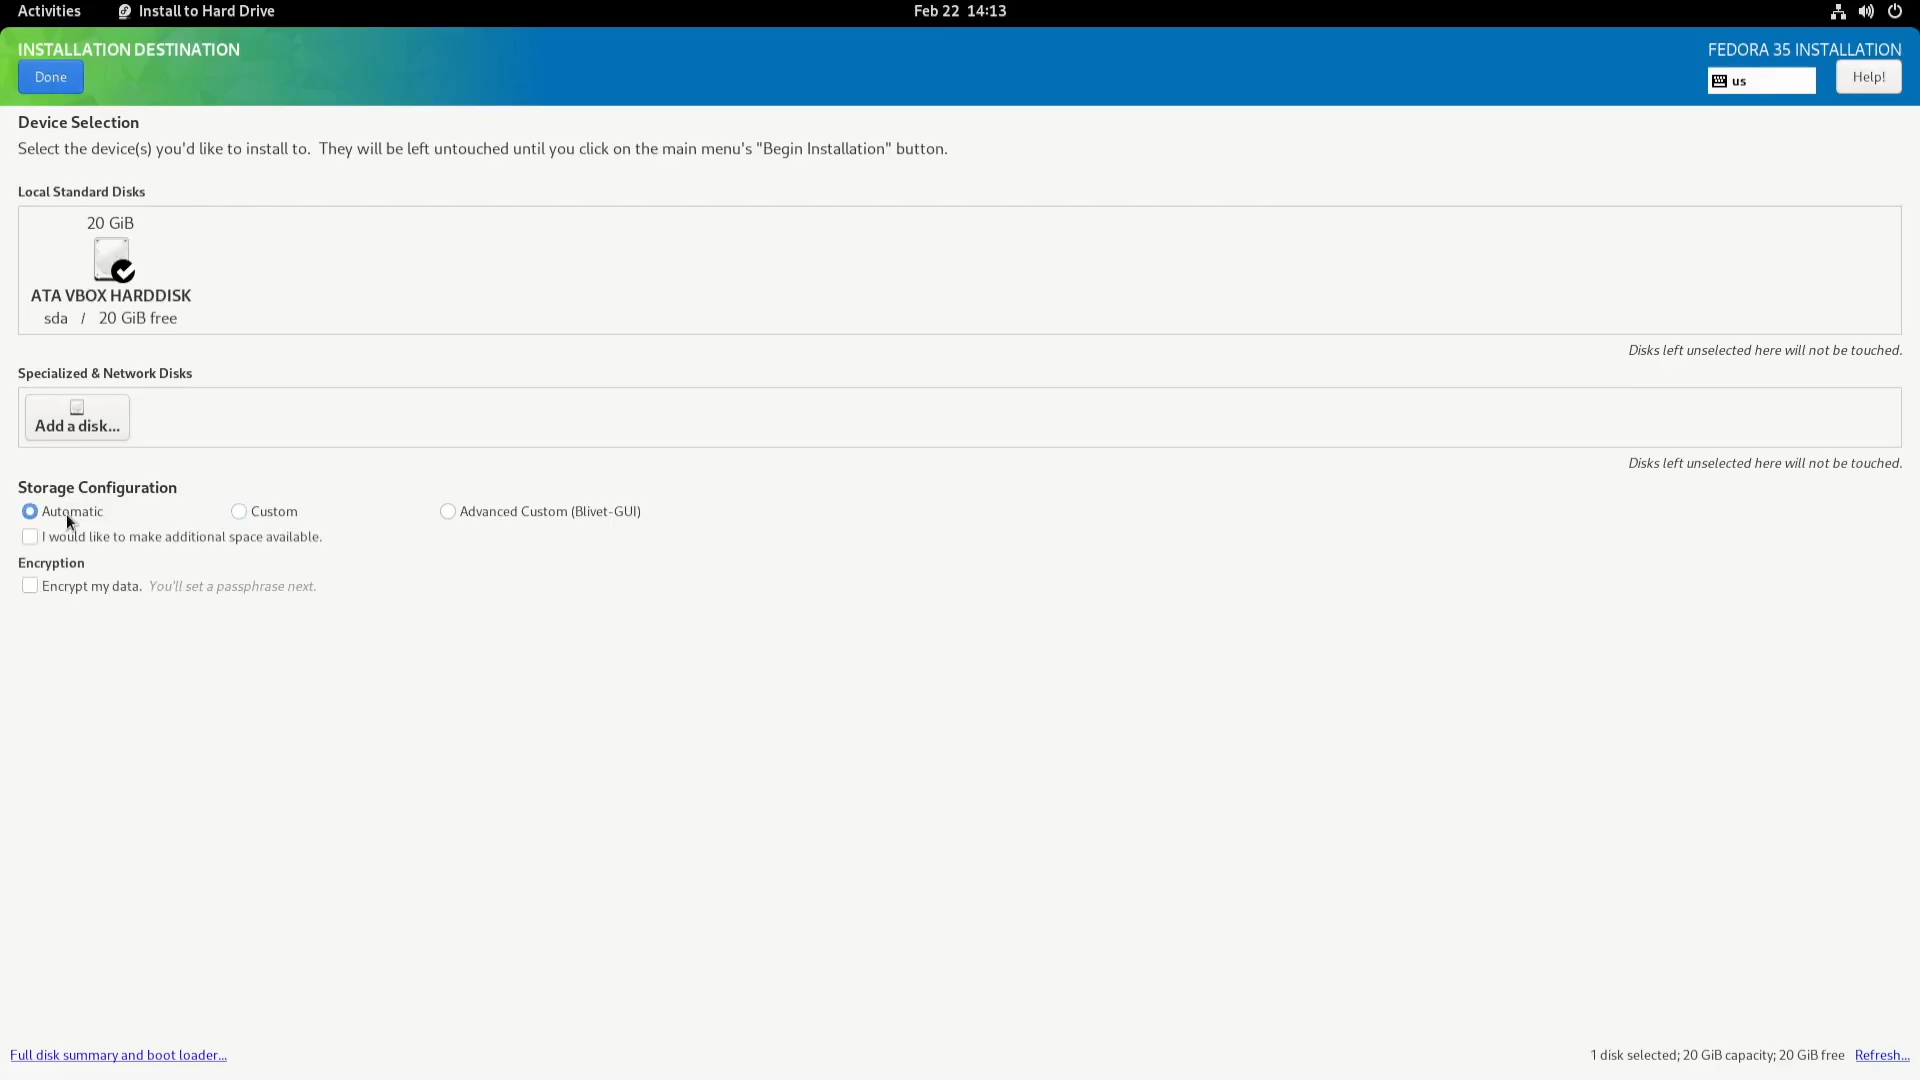 Activities Install to Hard Drive Feb 22 14:13
INSTALLATION DESTINATION FEDORA 35 INSTALLATION
Done us Help!
Device Selection
Select the device(s) you'd like to install to. They will be left untouched until you click on the main menu's "Begin Installation" button.
Local Standard Disks
20 GiB
ATA VBOX HARDDISK
sda / 20 GiB free
Disks left unselected here will not be touched.
Specialized & Network Disks
Add a disk...
Disks left unselected here will not be touched.
Storage Configuration
Automatic Custom Advanced Custom (Blivet-GUI)
I would like to make additional space available.
Encryption
Encrypt my data. You'll set a passphrase next.
Full disk summary and boot loader... 1 disk selected; 20 GiB capacity; 20 GiB free Refresh...